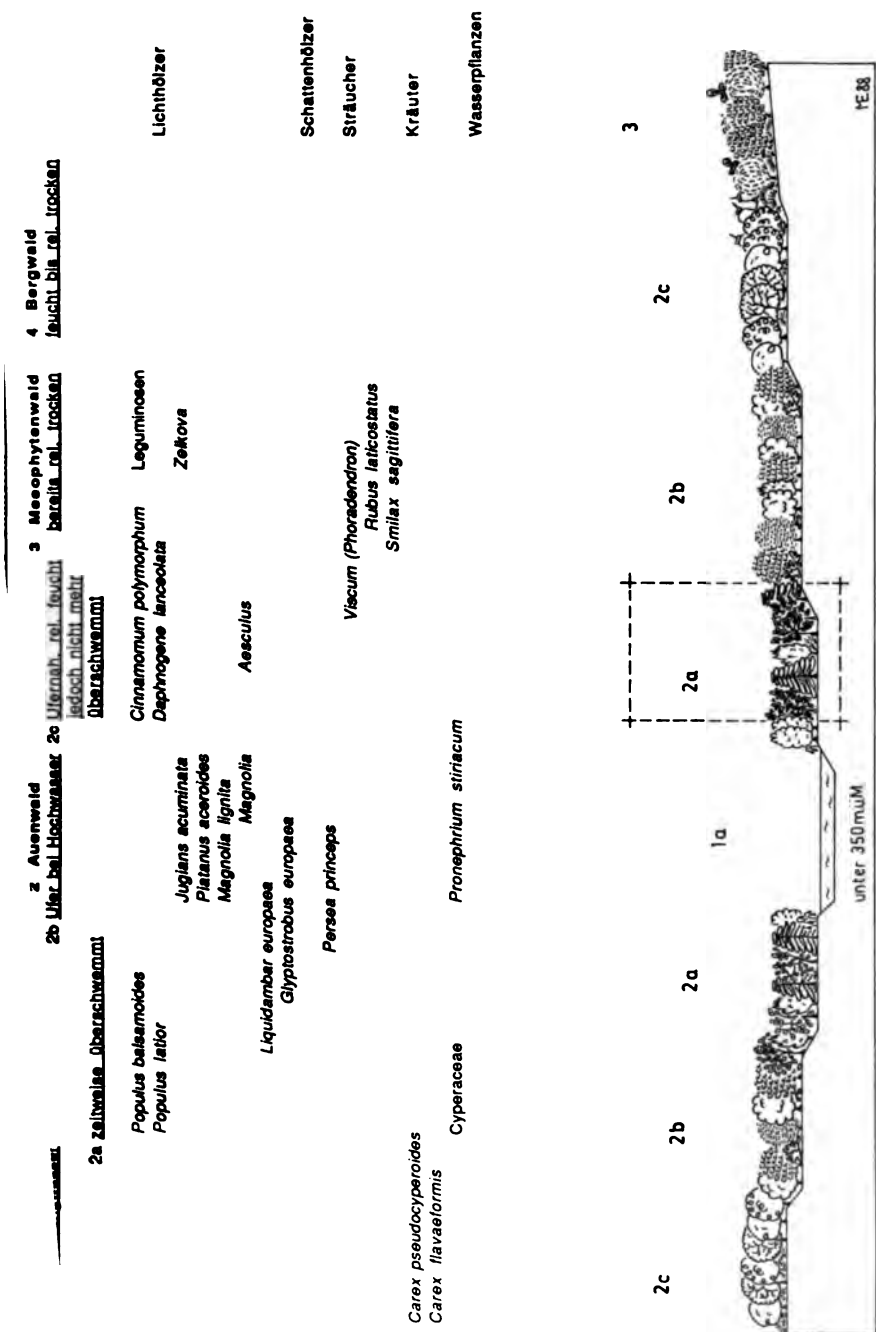 2 Auenwald
3 Mesophytenwald
4 Bergwald
2a zeitweise überschwemmt
2b Ufer bei Hochwasser
2c Ufernah. rel. feucht
jedoch nicht mehr
überschwemmt
bereits rel. trocken
feucht bis rel. trocken
Populus balsamoides
Populus latior
Cinnamomum polymorphum
Daphnogene lanceolata
Leguminosen
Lichthölzer
Juglans acuminata
Zelkova
Platanus aceroides
Magnolia lignita
Magnolia
Aesculus
Liquidambar europaea
Glyptostrobus europaea
Schattenhölzer
Persea princeps
Viscum (Phoradendron)
Sträucher
Rubus laticostatus
Smilax sagittifera
Carex pseudocyperoides
Kräuter
Carex flavaeformis
Cyperaceae
Pronephrium stiriacum
Wasserpflanzen
2c
2b
2a
1a
2a
2b
2c
3
unter 350müM
ME 88